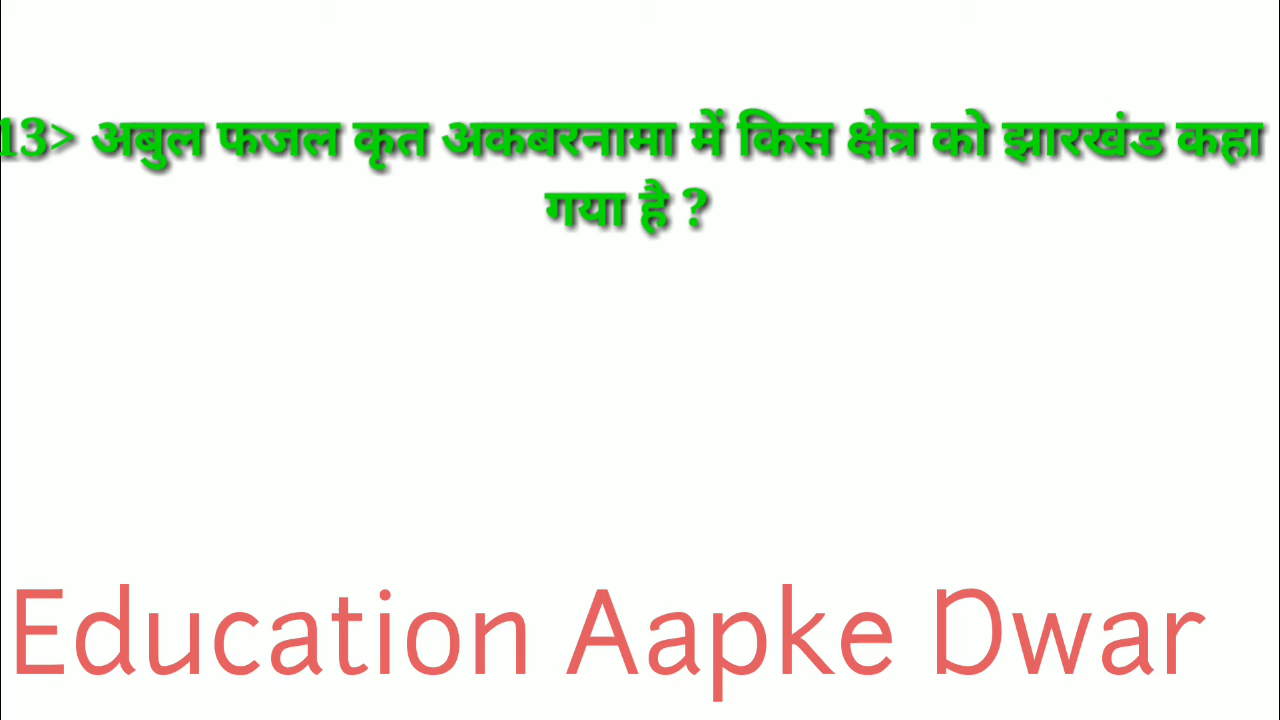 13> अबुल फजल कृत अकबरनामा में किस क्षेत्र को झारखंड कहा
गया है ?
Education Aapke Dwar